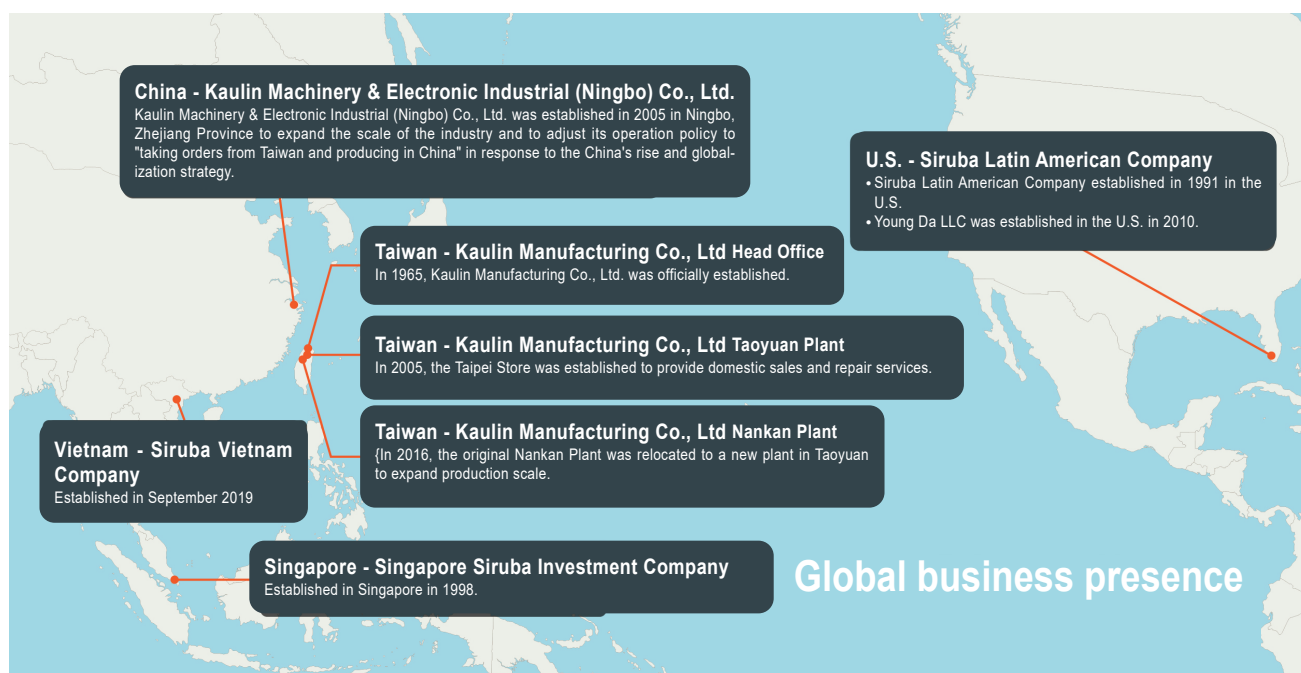 China - Kaulin Machinery & Electronic Industrial (Ningbo) Co., Ltd.
Kaulin Machinery & Electronic Industrial (Ningbo) Co., Ltd. was established in 2005 in Ningbo,
Zhejiang Province to expand the scale of the industry and to adjust its operation policy to
"taking orders from Taiwan and producing in China" in response to the China's rise and global-
ization strategy.
U.S. - Siruba Latin American Company
• Siruba Latin American Company established in 1991 in the
U.S.
• Young Da LLC was established in the U.S. in 2010.
Taiwan - Kaulin Manufacturing Co., Ltd Head Office
In 1965, Kaulin Manufacturing Co., Ltd. was officially established.
Taiwan - Kaulin Manufacturing Co., Ltd Taoyuan Plant
In 2005, the Taipei Store was established to provide domestic sales and repair services.
Taiwan - Kaulin Manufacturing Co., Ltd Nankan Plant
{In 2016, the original Nankan Plant was relocated to a new plant in Taoyuan
to expand production scale.
Vietnam - Siruba Vietnam
Company
Established in September 2019
Singapore - Singapore Siruba Investment Company
Established in Singapore in 1998.
Global business presence